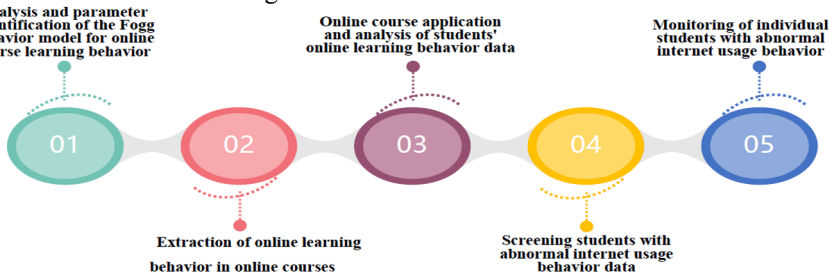 alysis and parameter
ntification of the Fogg
avior model for online
rse learning behavior
Online course application
and analysis of students'
online learning behavior data
Monitoring of individual
students with abnormal
internet usage behavior
01
02
03
04
05
Extraction of online learning
behavior in online courses
Screening students with
abnormal internet usage
behavior data